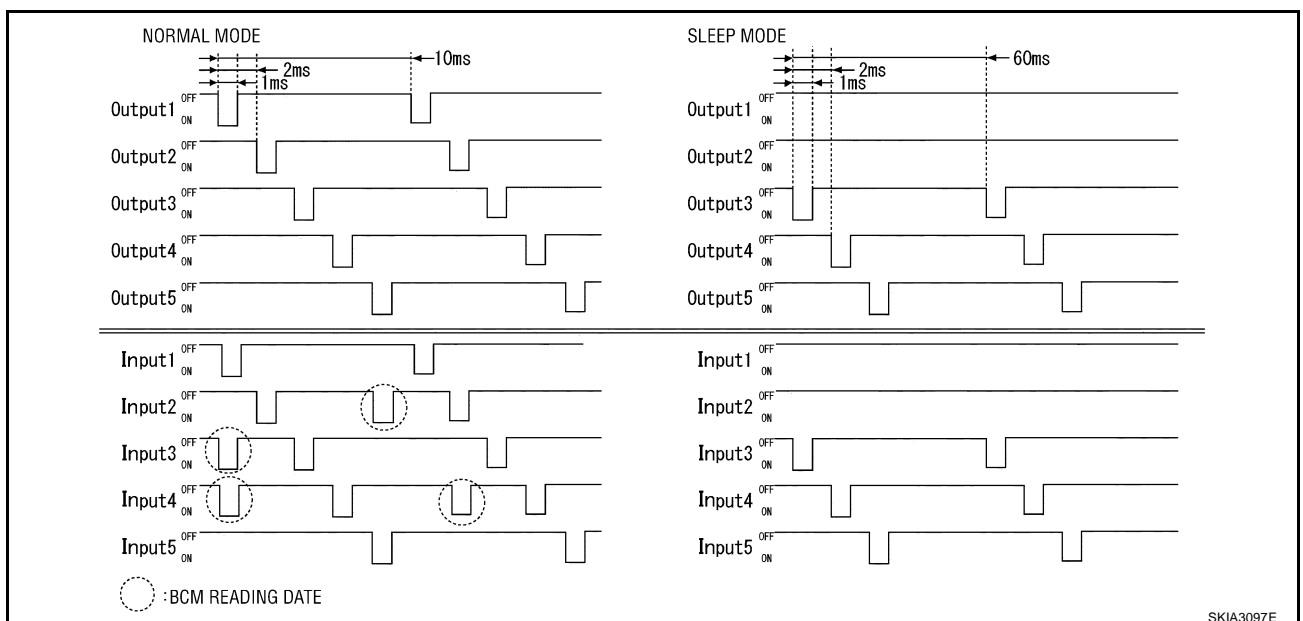 NORMAL MODE
10ms
2ms
1ms
Output1 OFF ON
Output2 OFF ON
Output3 OFF ON
Output4 OFF ON
Output5 OFF ON
Input1 OFF ON
Input2 OFF ON
Input3 OFF ON
Input4 OFF ON
Input5 OFF ON
:BCM READING DATE
SLEEP MODE
60ms
2ms
1ms
Output1 OFF ON
Output2 OFF ON
Output3 OFF ON
Output4 OFF ON
Output5 OFF ON
Input1 OFF ON
Input2 OFF ON
Input3 OFF ON
Input4 OFF ON
Input5 OFF ON
SKIA3097E